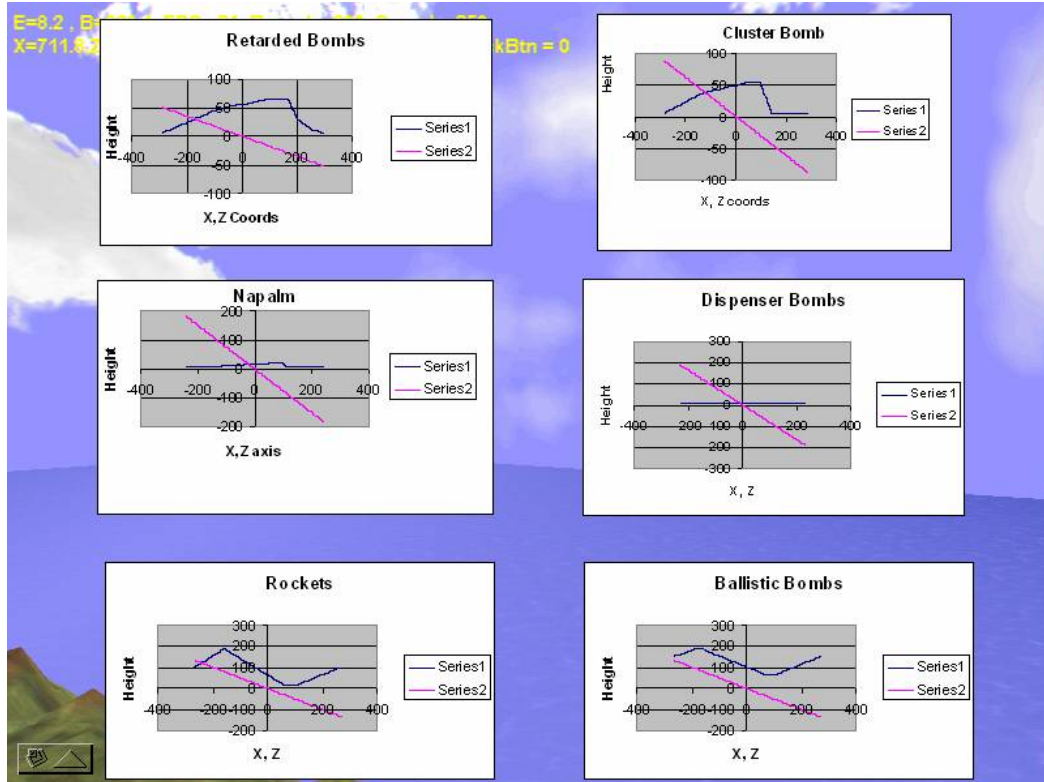 E=8.2 , B=
X=711.8
kBtn = 0
Retarded Bombs
Height
100
50
0
-50
-100
-400 -200 0 200 400
X,Z Coords
Series1
Series2
Cluster Bomb
Height
100
50
0
-50
-100
-400 -200 0 200 400
X, Z coords
Series1
Series2
Napalm
Height
200
100
0
-100
-200
-400 -200 0 200 400
X,Z axis
Series1
Series2
Dispenser Bombs
Height
300
200
100
0
-100
-200
-300
-400 -200 0 200 400
X, Z
Series1
Series2
Rockets
Height
300
200
100
0
-100
-200
-400 -200 0 200 400
X, Z
Series1
Series2
Ballistic Bombs
Height
300
200
100
0
-100
-200
-400 -200 0 200 400
X, Z
Series1
Series2